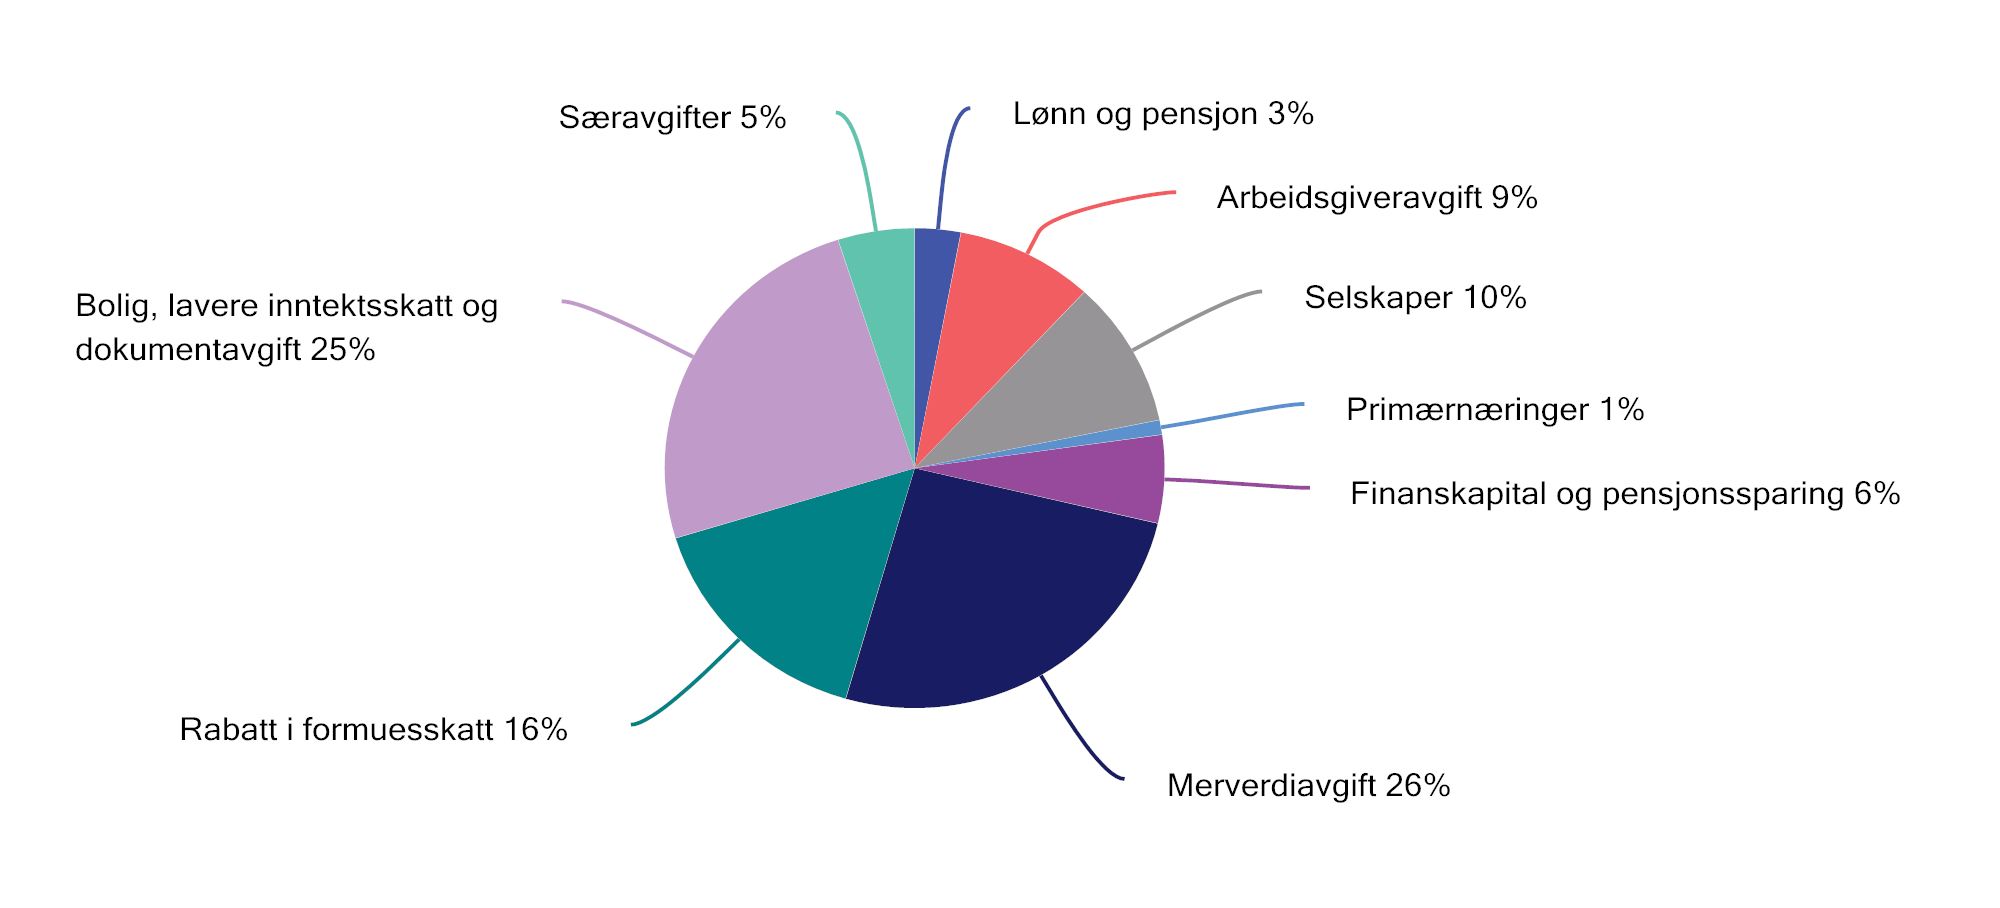 Lønn og pensjon 3%
Særavgifter 5%
Arbeidsgiveravgift 9%
Selskaper 10%
Bolig, lavere inntektsskatt og
dokumentavgift 25%
Primærnæringer 1%
Finanskapital og pensjonssparing 6%
Rabatt i formuesskatt 16%
Merverdiavgift 26%